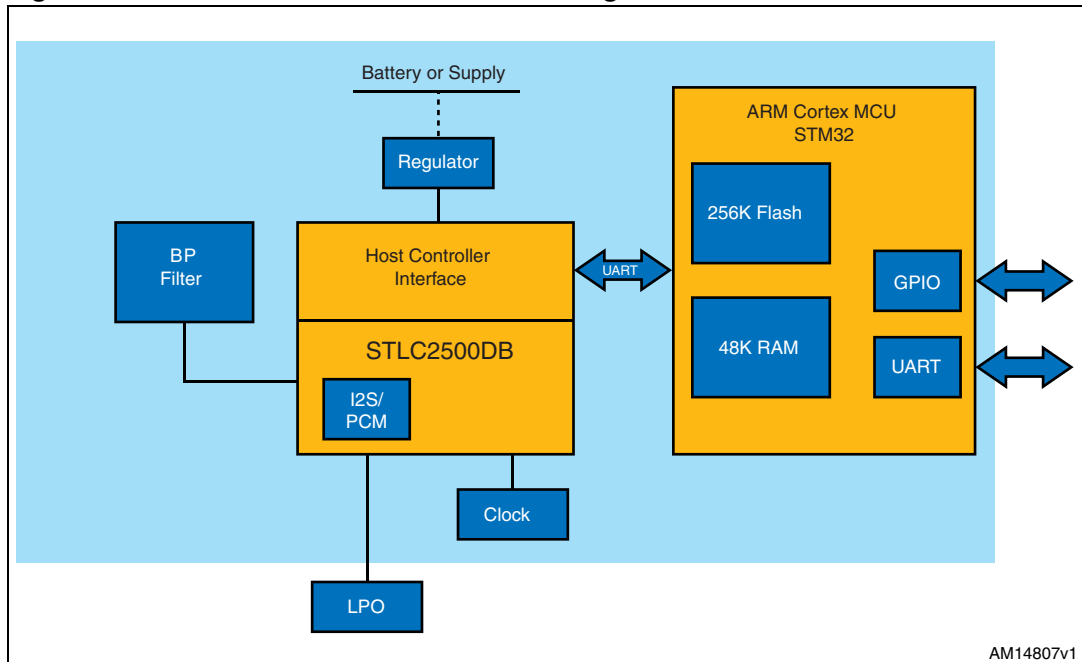 Battery or Supply
ARM Cortex MCU
STM32
Regulator
256K Flash
BP
Filter
Host Controller
Interface
UART
GPIO
STLC2500DB
48K RAM
UART
I2S/
PCM
Clock
LPO
AM14807v1